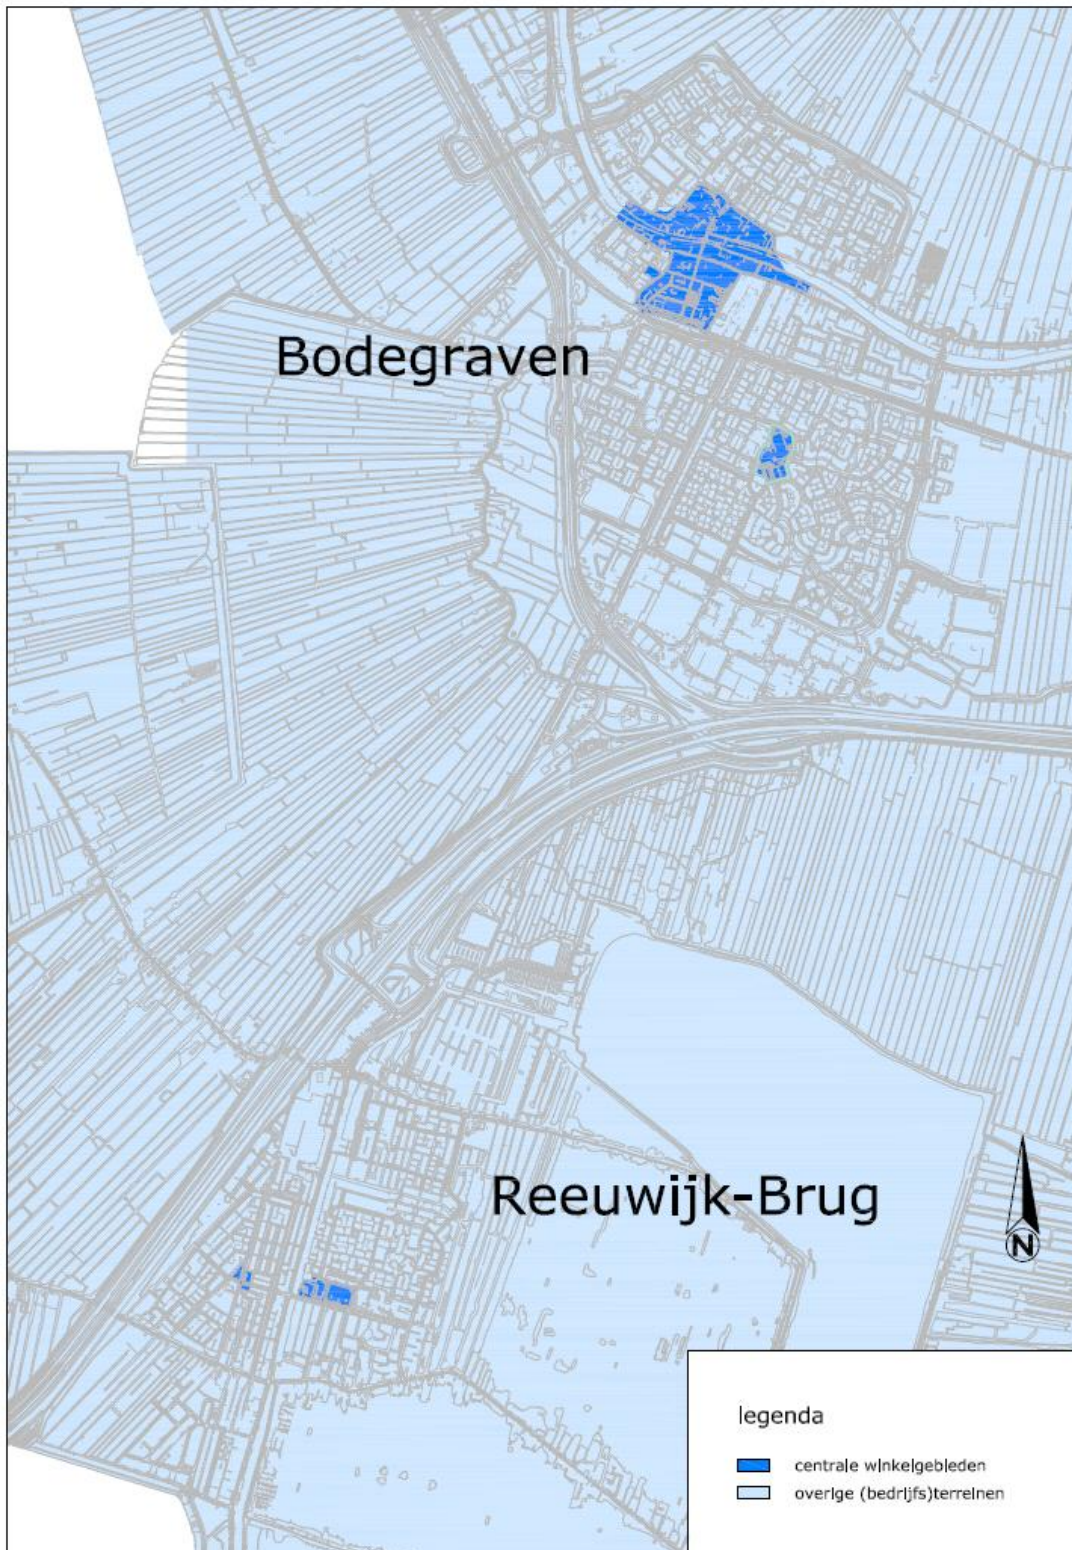 Bodegraven
Reeuwijk-Brug
N
legenda
centrale winkelgebieden
overige (bedrijfs)terreinen